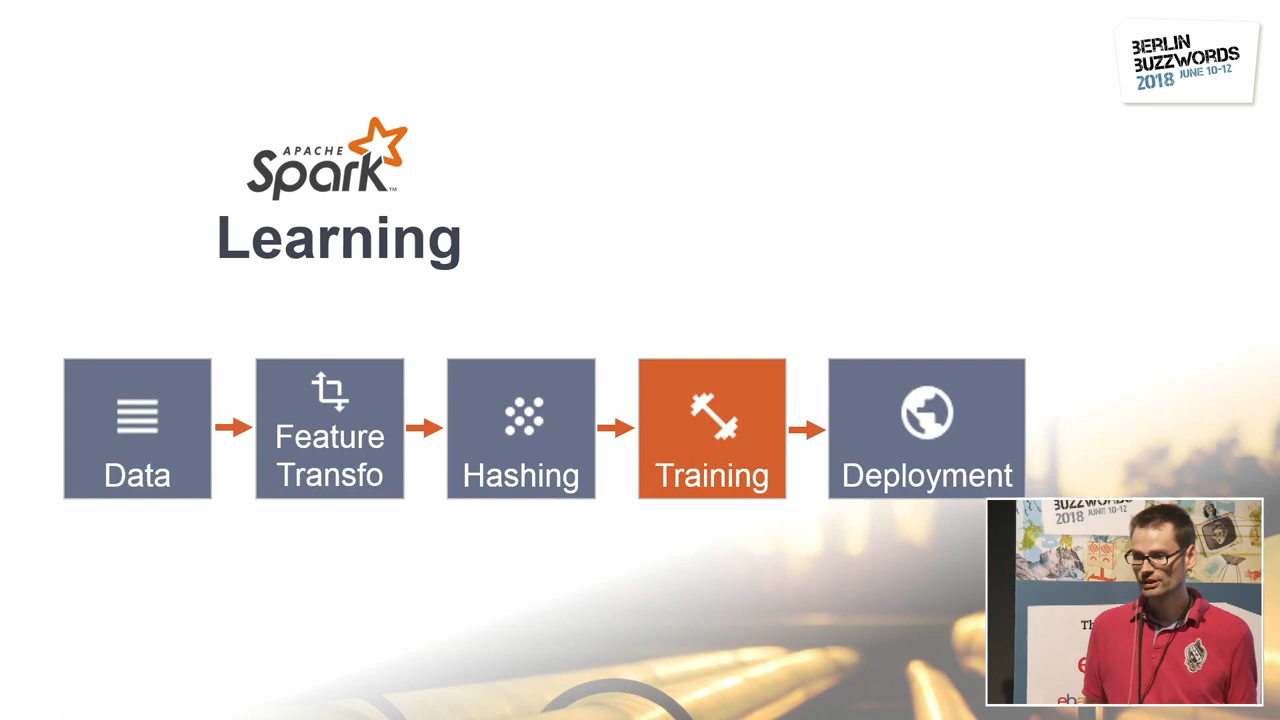 BERLIN
BUZZWORDS
2018 JUNE 10-12
APACHE
Spark™
Learning
Data
Feature
Transfo
Hashing
Training
Deployment
BUZZWORDS
2018 JUNE 10-12